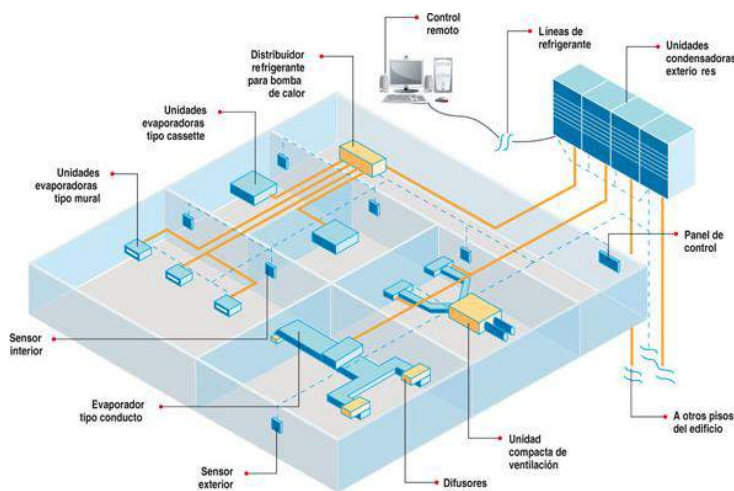 Control
remoto
Líneas de
refrigerante
Unidades
condensadoras
exterio res
Distribuidor
refrigerante
para bomba
de calor
Unidades
evaporadoras
tipo cassette
Unidades
evaporadoras
tipo mural
Panel de
control
Sensor
interior
Evaporador
tipo conducto
Sensor
exterior
Difusores
Unidad
compacta de
ventilación
A otros pisos
del edificio